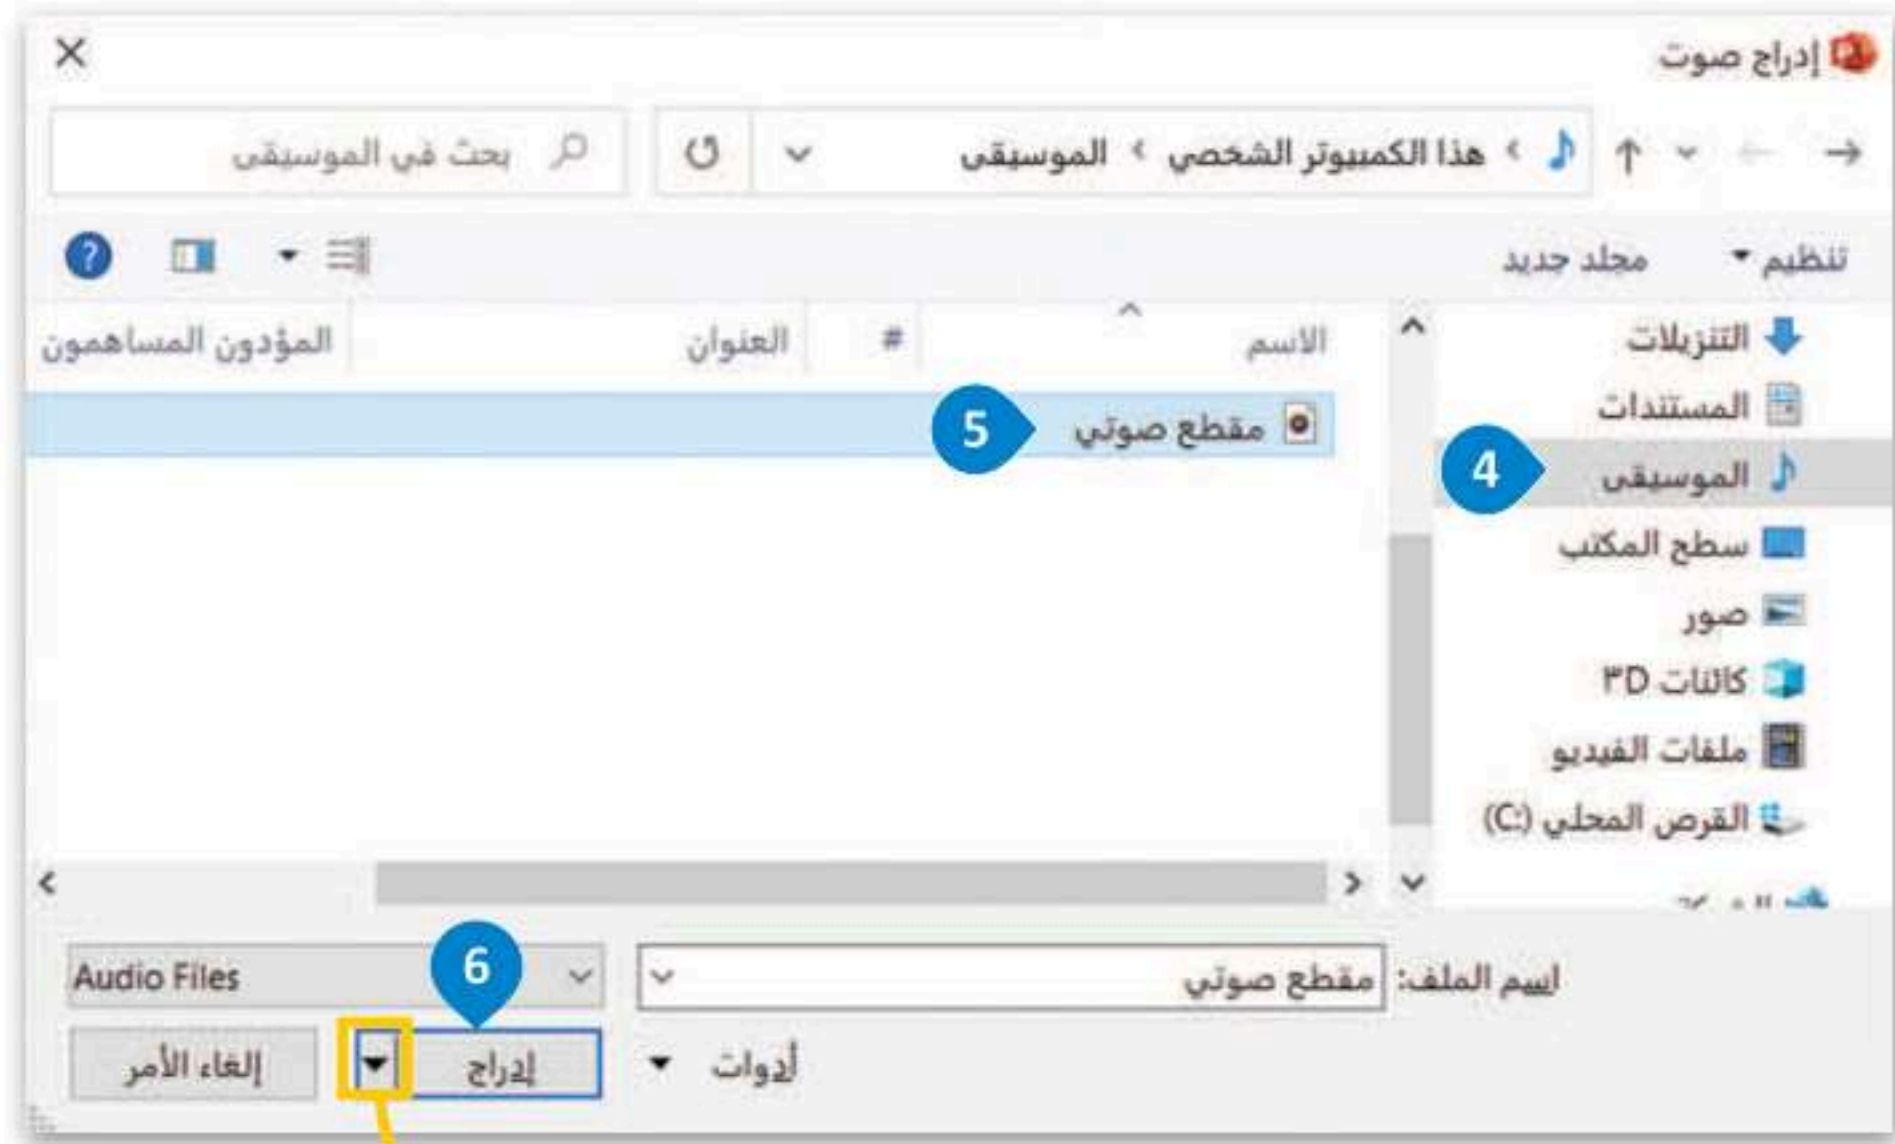 إدراج صوت
هذا الكمبيوتر الشخصي › الموسيقى
بحث في الموسيقى
تنظيم
مجلد جديد
?
التنزيلات
المستندات
الموسيقى
4
سطح المكتب
صور
كائنات ٣D
ملفات الفيديو
القرص المحلي (C:)
الاسم
#
العنوان
المؤدون المساهمون
مقطع صوتي
5
اسم الملف:
مقطع صوتي
Audio Files
6
أدوات
إدراج
إلغاء الأمر